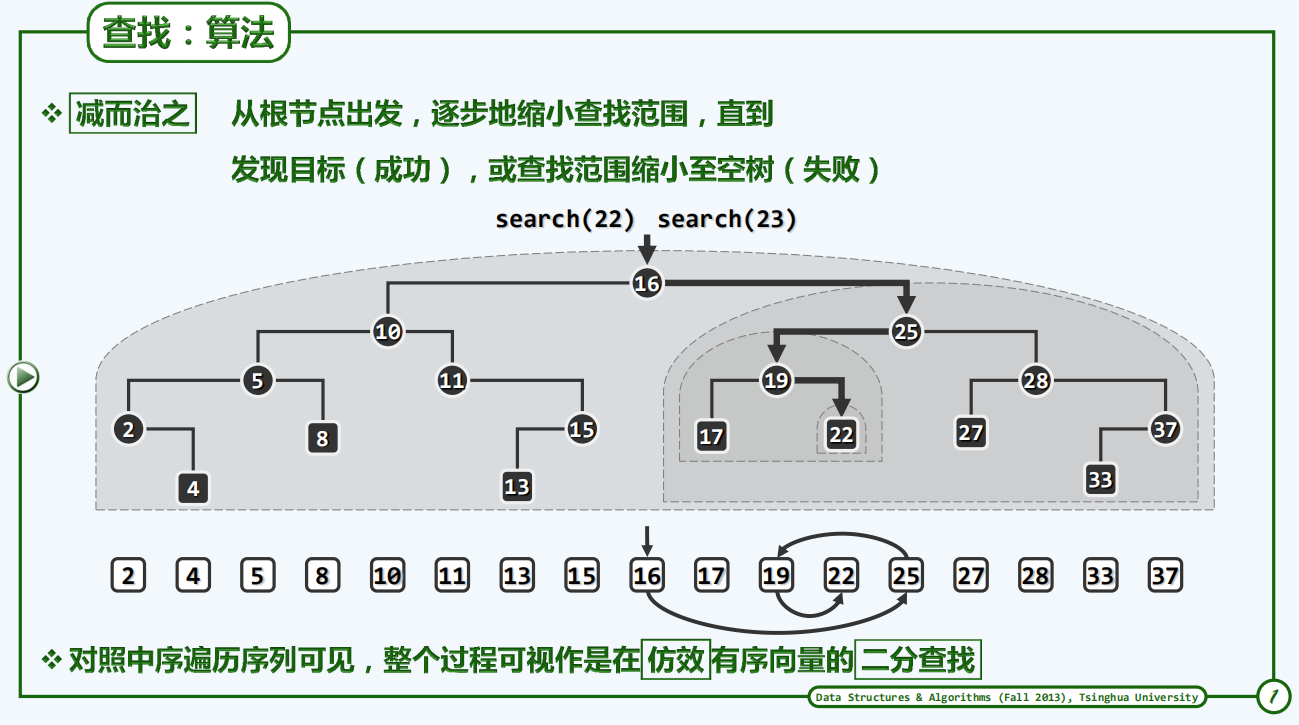 查找：算法
❖ 减而治之 从根节点出发，逐步地缩小查找范围，直到
发现目标（成功），或查找范围缩小至空树（失败）
search(22) search(23)
16
10 25
5 11 19 28
2 8 15 17 22 27 37
4 13 33
2 4 5 8 10 11 13 15 16 17 19 22 25 27 28 33 37
❖ 对照中序遍历序列可见，整个过程可视作是在仿效有序向量的二分查找
Data Structures & Algorithms (Fall 2013), Tsinghua University
1